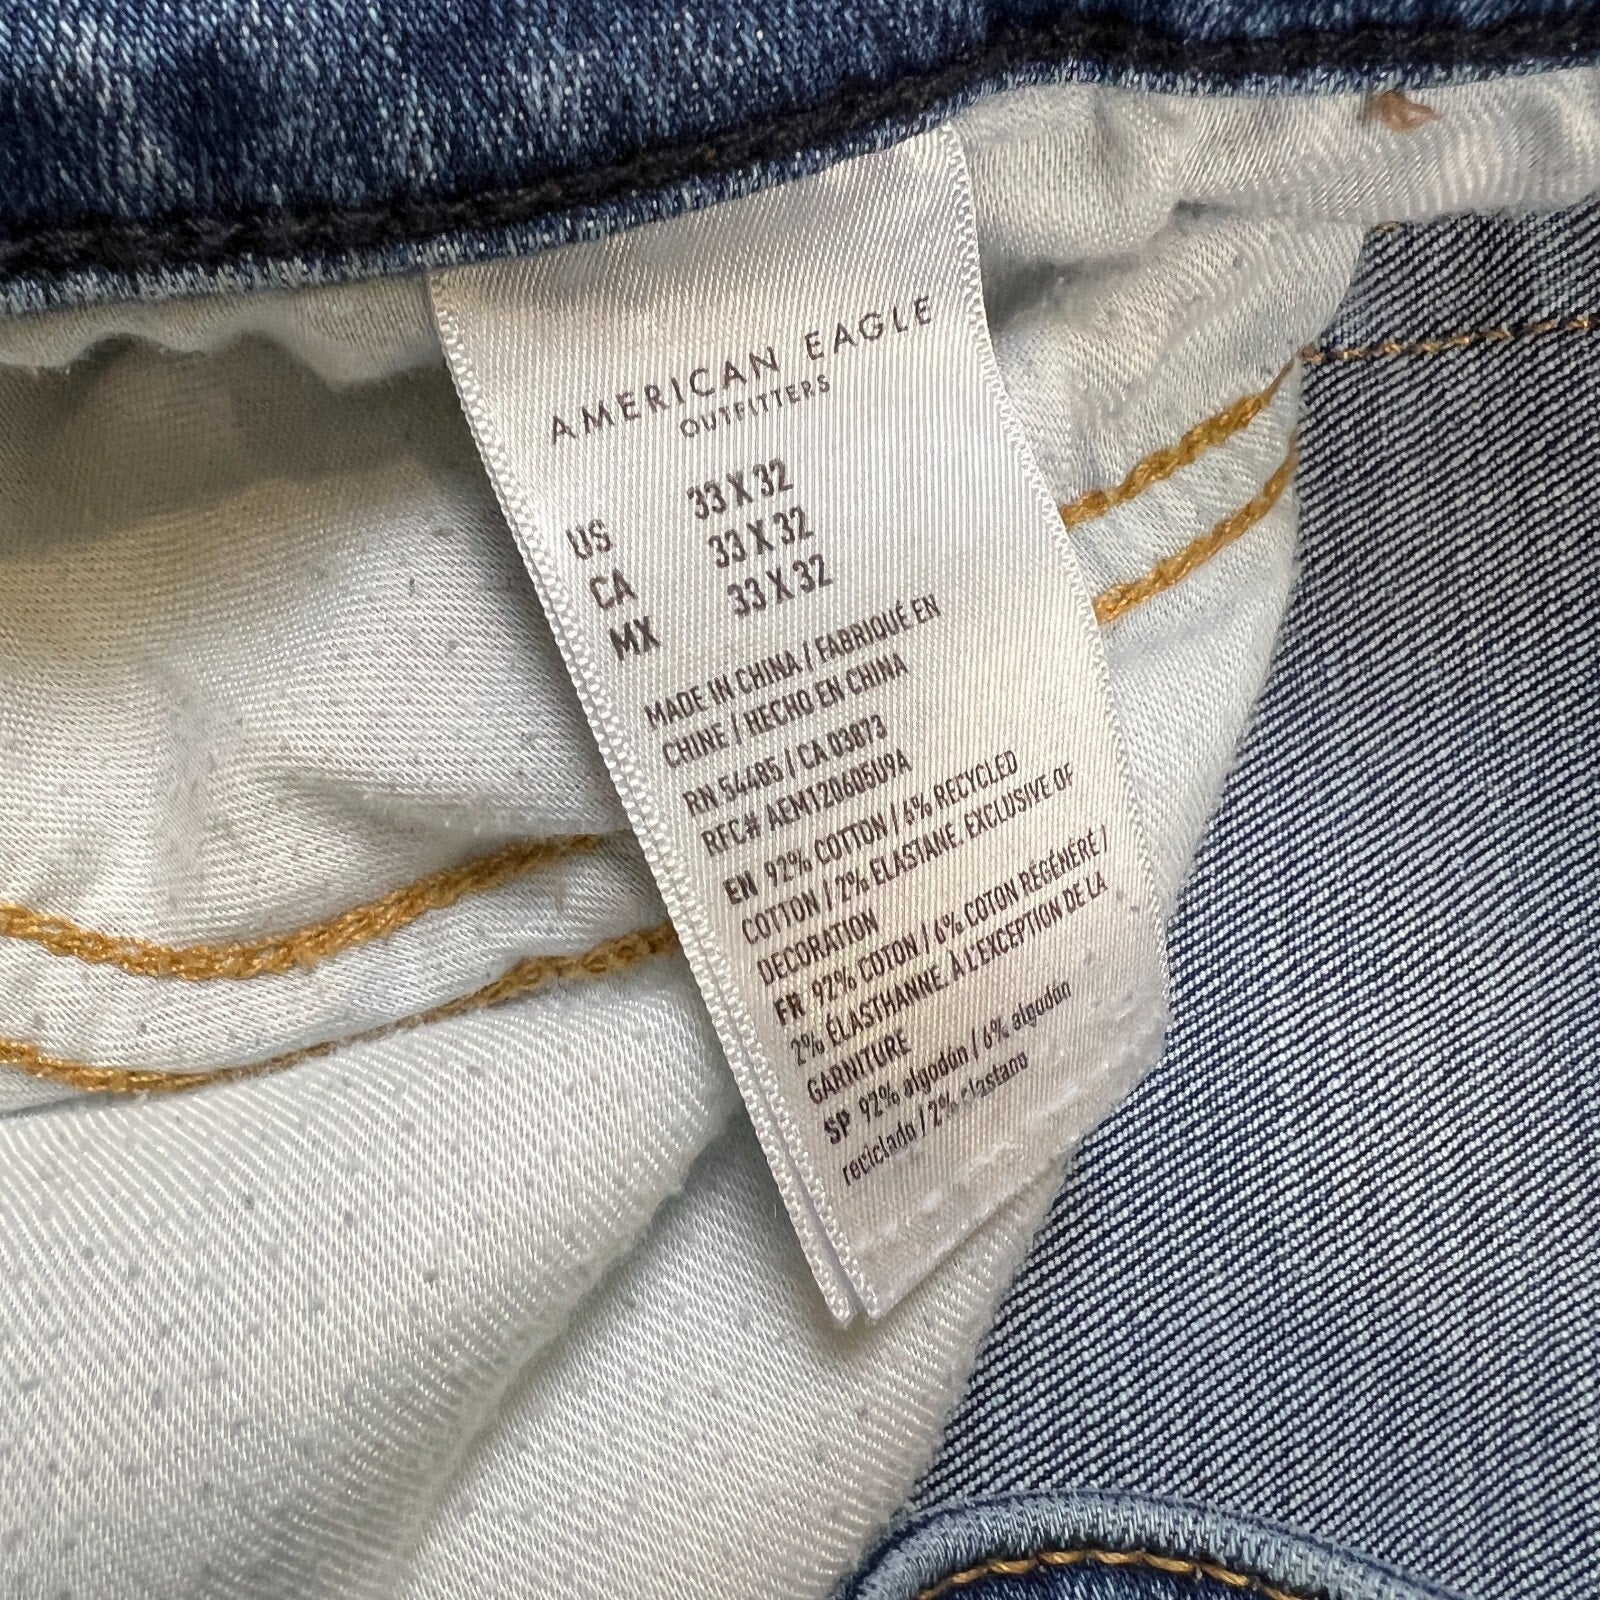 AMERICAN EAGLE
OUTFITTERS
US 33 X 32
CA 33 X 32
MX 33 X 32
MADE IN CHINA / FABRIQUÉ EN
CHINE / HECHO EN CHINA
RN 54485 / CA 03873
RFC# AEM120605U9A
EN 92% COTTON / 6% RECYCLED
COTTON / 2% ELASTANE. EXCLUSIVE OF
DECORATION
FR 92% COTON / 6% COTON RÉGÉNÉRÉ /
2% ÉLASTHANNE. À L'EXCEPTION DE LA
GARNITURE
SP 92% algodón / 6% algodón
reciclado / 2% elastano